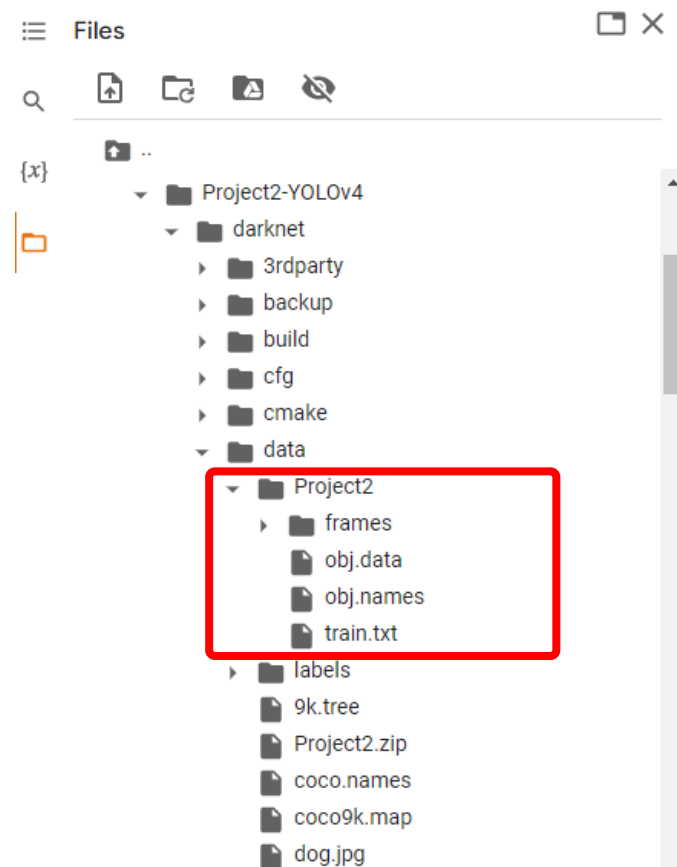 Files
..
{x}
Project2-YOLOv4
darknet
3rdparty
backup
build
cfg
cmake
data
Project2
frames
obj.data
obj.names
train.txt
labels
9k.tree
Project2.zip
coco.names
coco9k.map
dog.jpg